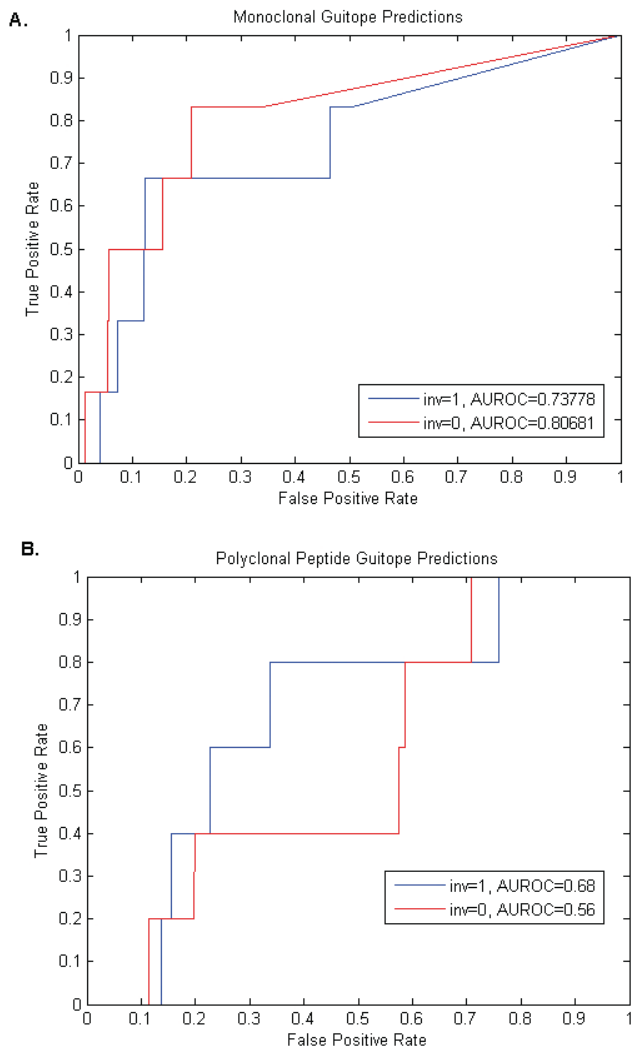 A.
Monoclonal Guitope Predictions
1
0.9
0.8
0.7
0.6
0.5
0.4
0.3
0.2
0.1
0
True Positive Rate
inv=1, AUROC=0.73778
inv=0, AUROC=0.80681
0 0.1 0.2 0.3 0.4 0.5 0.6 0.7 0.8 0.9 1
False Positive Rate
B.
Polyclonal Peptide Guitope Predictions
1
0.9
0.8
0.7
0.6
0.5
0.4
0.3
0.2
0.1
0
True Positive Rate
inv=1, AUROC=0.68
inv=0, AUROC=0.56
0 0.1 0.2 0.3 0.4 0.5 0.6 0.7 0.8 0.9 1
False Positive Rate